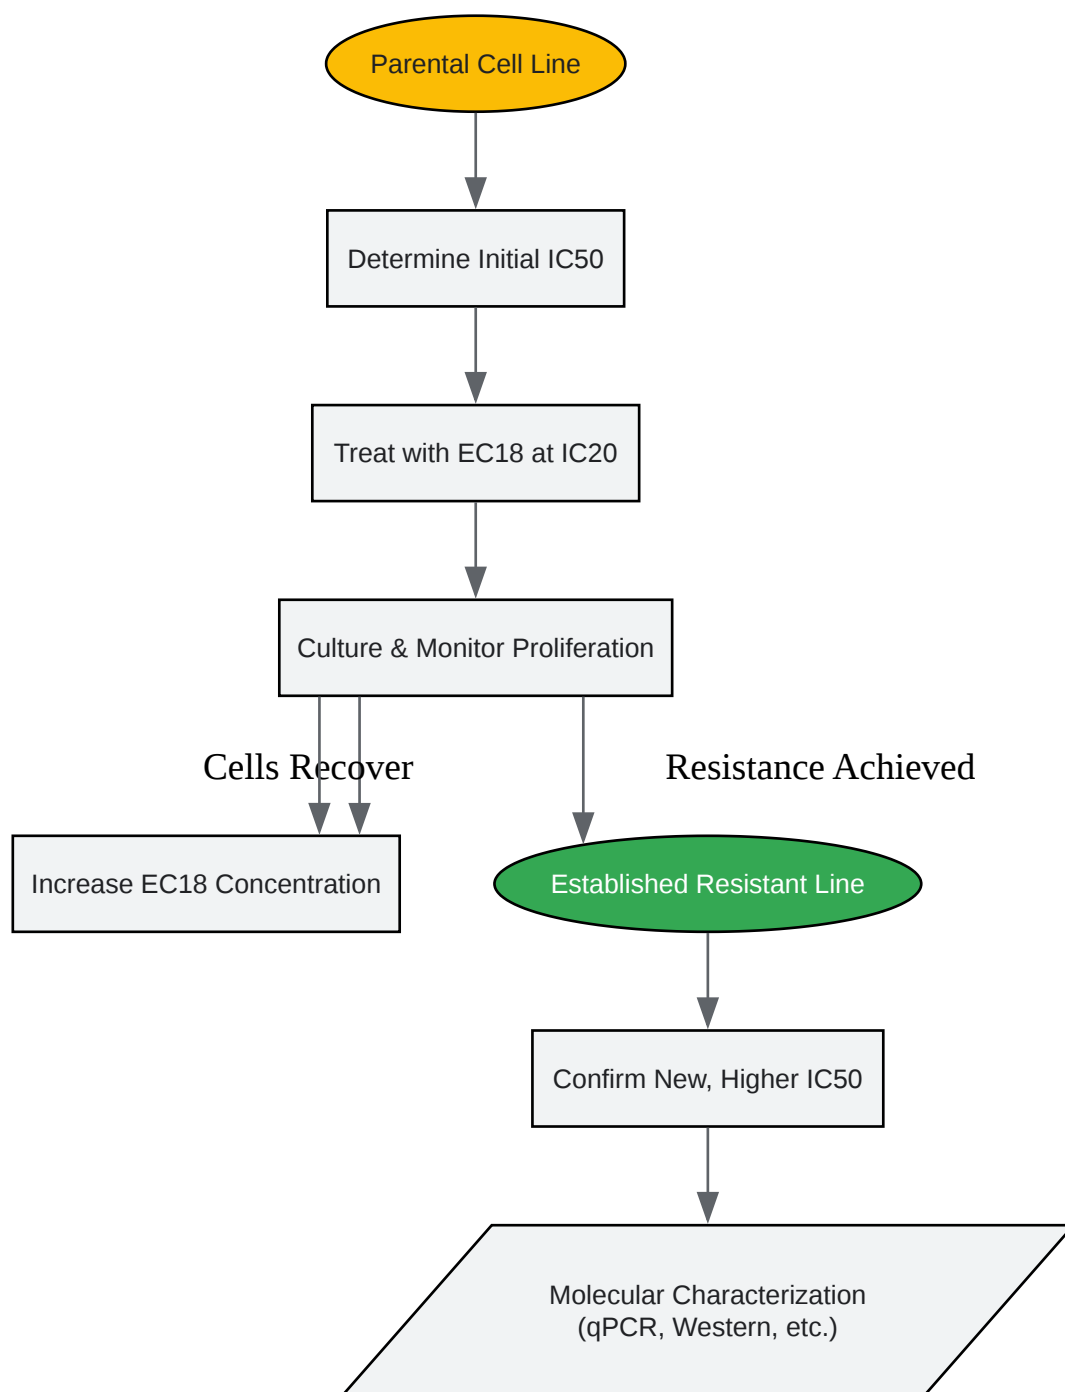 Parental Cell Line
Determine Initial IC50
Treat with EC18 at IC20
Culture & Monitor Proliferation
Cells Recover
Resistance Achieved
Increase EC18 Concentration
Established Resistant Line
Confirm New, Higher IC50
Molecular Characterization
(qPCR, Western, etc.)